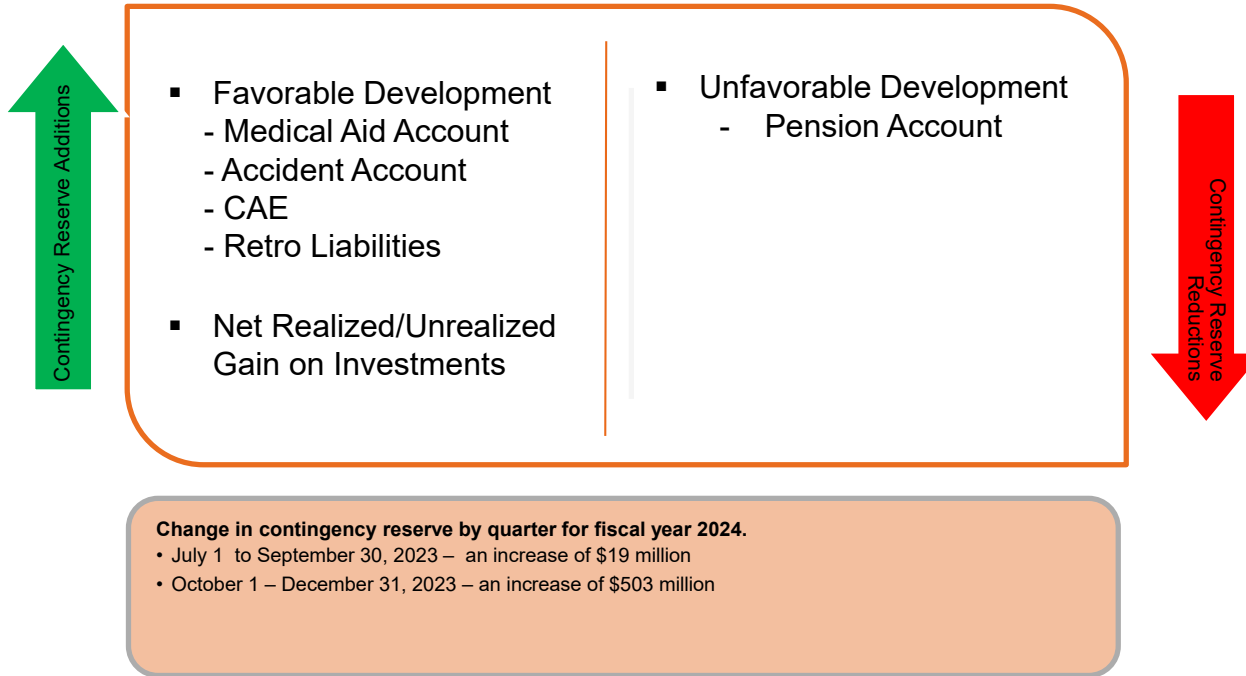 Contingency Reserve Additions
▪ Favorable Development
- Medical Aid Account
- Accident Account
- CAE
- Retro Liabilities
▪ Net Realized/Unrealized
Gain on Investments
▪ Unfavorable Development
- Pension Account
Contingency Reserve
Reductions
Change in contingency reserve by quarter for fiscal year 2024.
• July 1 to September 30, 2023 – an increase of $19 million
• October 1 – December 31, 2023 – an increase of $503 million